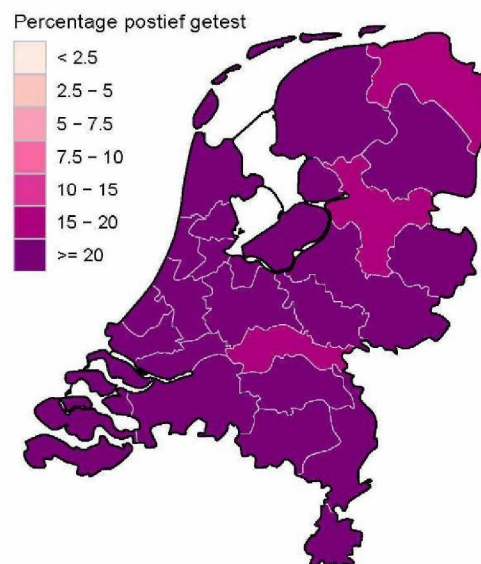 Percentage postief getest
< 2.5
2.5 – 5
5 – 7.5
7.5 – 10
10 – 15
15 – 20
>= 20